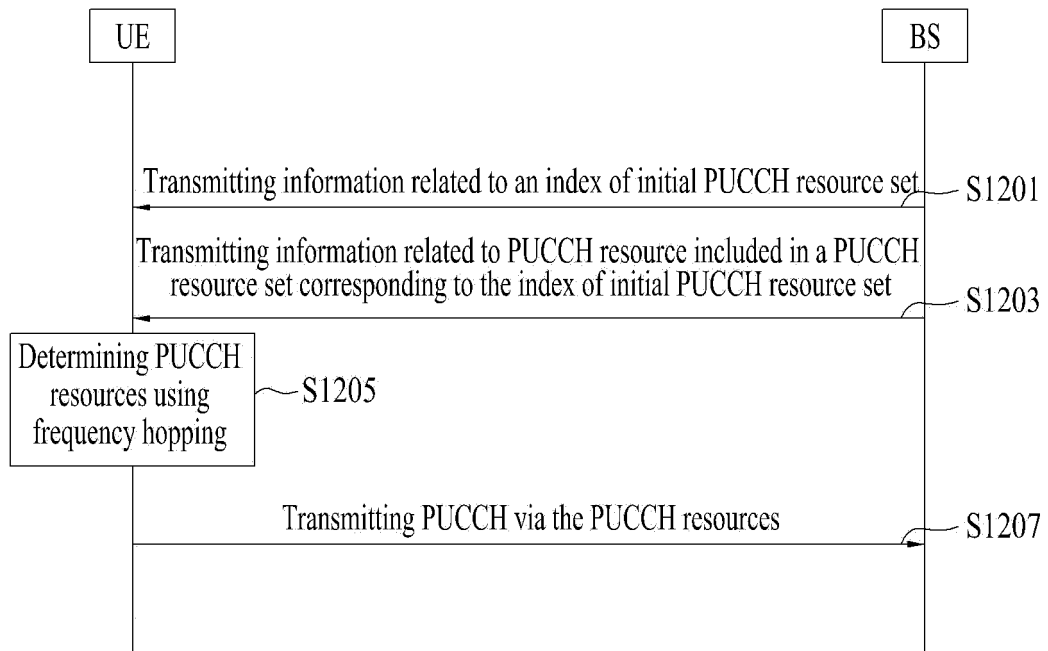 UE
BS
Transmitting information related to an index of initial PUCCH resource set
S1201
Transmitting information related to PUCCH resource included in a PUCCH
resource set corresponding to the index of initial PUCCH resource set
S1203
Determining PUCCH
resources using
frequency hopping
S1205
Transmitting PUCCH via the PUCCH resources
S1207